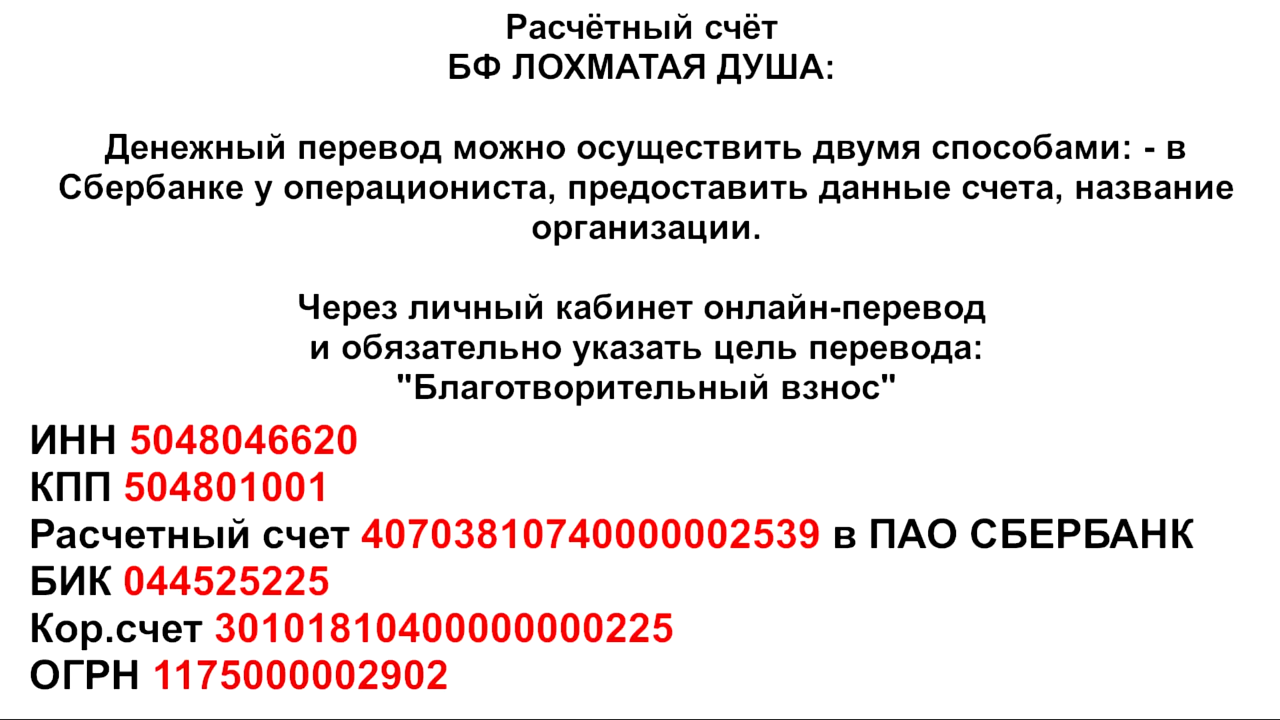 Расчётный счёт
БФ ЛОХМАТАЯ ДУША:
Денежный перевод можно осуществить двумя способами: - в
Сбербанке у операциониста, предоставить данные счета, название
организации.
Через личный кабинет онлайн-перевод
и обязательно указать цель перевода:
"Благотворительный взнос"
ИНН 5048046620
КПП 504801001
Расчетный счет 40703810740000002539 в ПАО СБЕРБАНК
БИК 044525225
Кор.счет 30101810400000000225
ОГРН 1175000002902